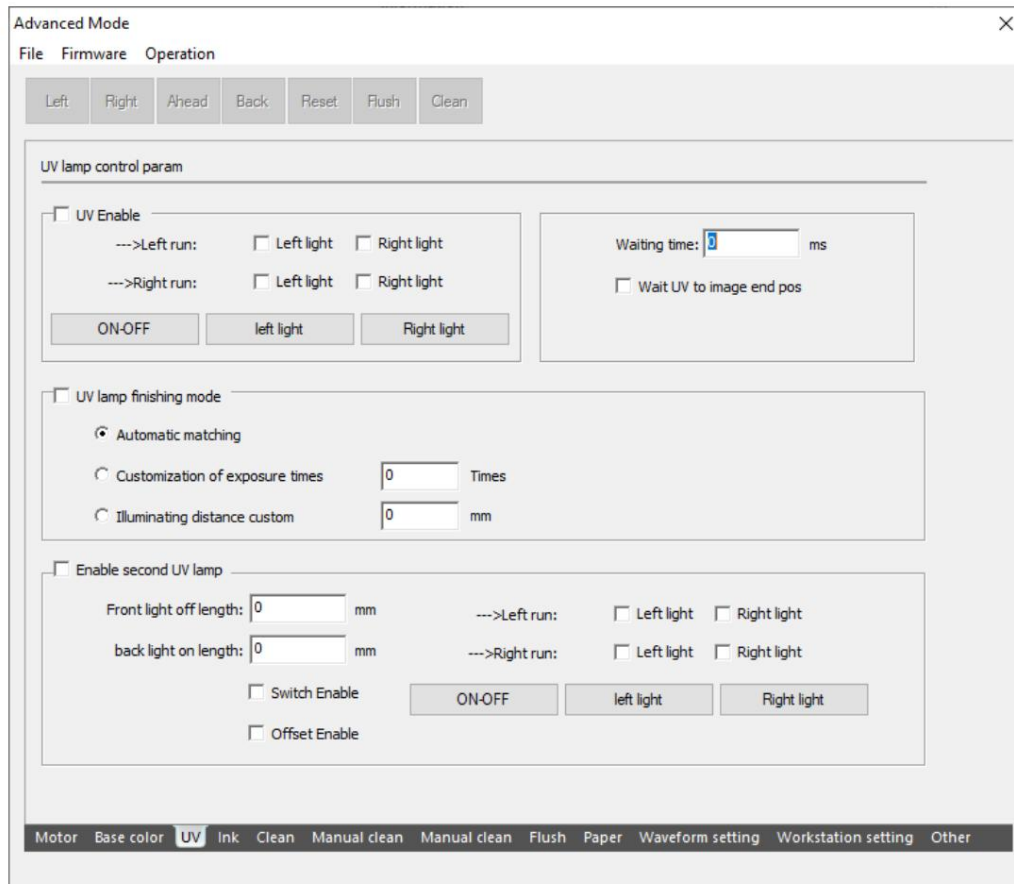 Advanced Mode
File Firmware Operation
Left Right Ahead Back Reset Flush Clean
UV lamp control param
UV Enable
--->Left run: Left light Right light
--->Right run: Left light Right light
ON-OFF left light Right light
Waiting time: 0 ms
Wait UV to image end pos
UV lamp finishing mode
Automatic matching
Customization of exposure times 0 Times
Illuminating distance custom 0 mm
Enable second UV lamp
Front light off length: 0 mm
back light on length: 0 mm
Switch Enable
Offset Enable
--->Left run: Left light Right light
--->Right run: Left light Right light
ON-OFF left light Right light
Motor Base color UV Ink Clean Manual clean Manual clean Flush Paper Waveform setting Workstation setting Other